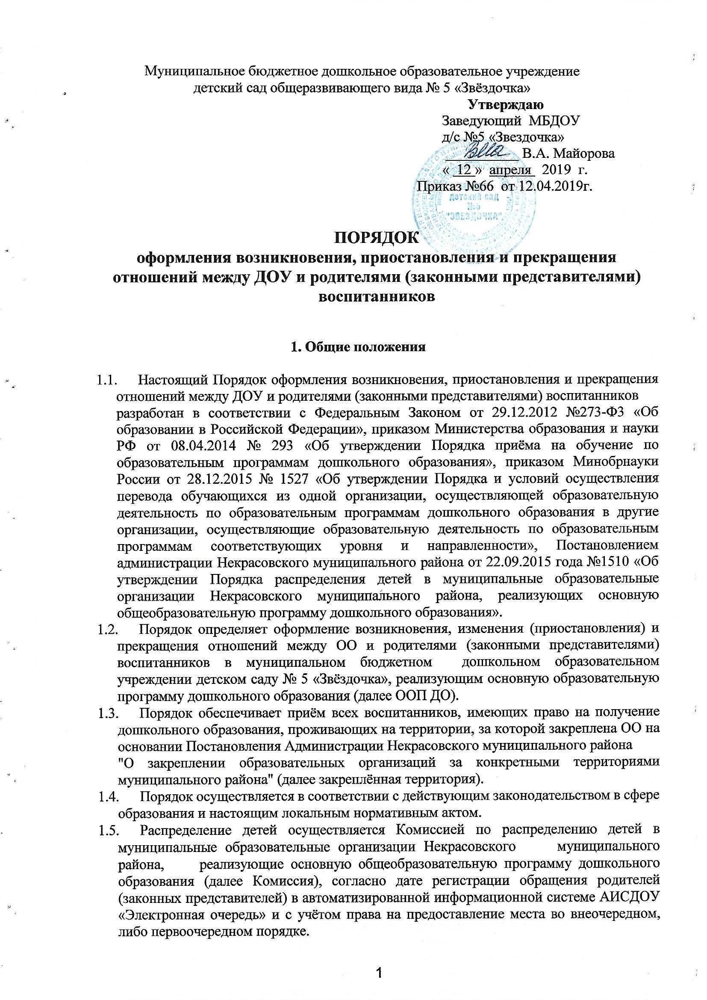 Муниципальное бюджетное дошкольное образовательное учреждение
детский сад общеразвивающего вида № 5 «Звёздочка»
Утверждаю
Заведующий МБДОУ
д/с №5 «Звездочка»
В.А. Майорова
« 12 » апреля 2019 г.
Приказ №66 от 12.04.2019г.
детский сад
№5
"ЗВЕЗДОЧКА"
ПОРЯДОК
оформления возникновения, приостановления и прекращения
отношений между ДОУ и родителями (законными представителями)
воспитанников
1. Общие положения
1.1. Настоящий Порядок оформления возникновения, приостановления и прекращения
отношений между ДОУ и родителями (законными представителями) воспитанников
разработан в соответствии с Федеральным Законом от 29.12.2012 №273-ФЗ «Об
образовании в Российской Федерации», приказом Министерства образования и науки
РФ от 08.04.2014 № 293 «Об утверждении Порядка приёма на обучение по
образовательным программам дошкольного образования», приказом Минобрнауки
России от 28.12.2015 № 1527 «Об утверждении Порядка и условий осуществления
перевода обучающихся из одной организации, осуществляющей образовательную
деятельность по образовательным программам дошкольного образования в другие
организации, осуществляющие образовательную деятельность по образовательным
программам соответствующих уровня и направленности», Постановлением
администрации Некрасовского муниципального района от 22.09.2015 года №1510 «Об
утверждении Порядка распределения детей в муниципальные образовательные
организации Некрасовского муниципального района, реализующих основную
общеобразовательную программу дошкольного образования».
1.2. Порядок определяет оформление возникновения, изменения (приостановления) и
прекращения отношений между ОО и родителями (законными представителями)
воспитанников в муниципальном бюджетном дошкольном образовательном
учреждении детском саду № 5 «Звёздочка», реализующим основную образовательную
программу дошкольного образования (далее ООП ДО).
1.3. Порядок обеспечивает приём всех воспитанников, имеющих право на получение
дошкольного образования, проживающих на территории, за которой закреплена ОО на
основании Постановления Администрации Некрасовского муниципального района
"О закреплении образовательных организаций за конкретными территориями
муниципального района" (далее закреплённая территория).
1.4. Порядок осуществляется в соответствии с действующим законодательством в сфере
образования и настоящим локальным нормативным актом.
1.5. Распределение детей осуществляется Комиссией по распределению детей в
муниципальные образовательные организации Некрасовского муниципального
района, реализующие основную общеобразовательную программу дошкольного
образования (далее Комиссия), согласно дате регистрации обращения родителей
(законных представителей) в автоматизированной информационной системе АИСДОУ
«Электронная очередь» и с учётом права на предоставление места во внеочередном,
либо первоочередном порядке.
1